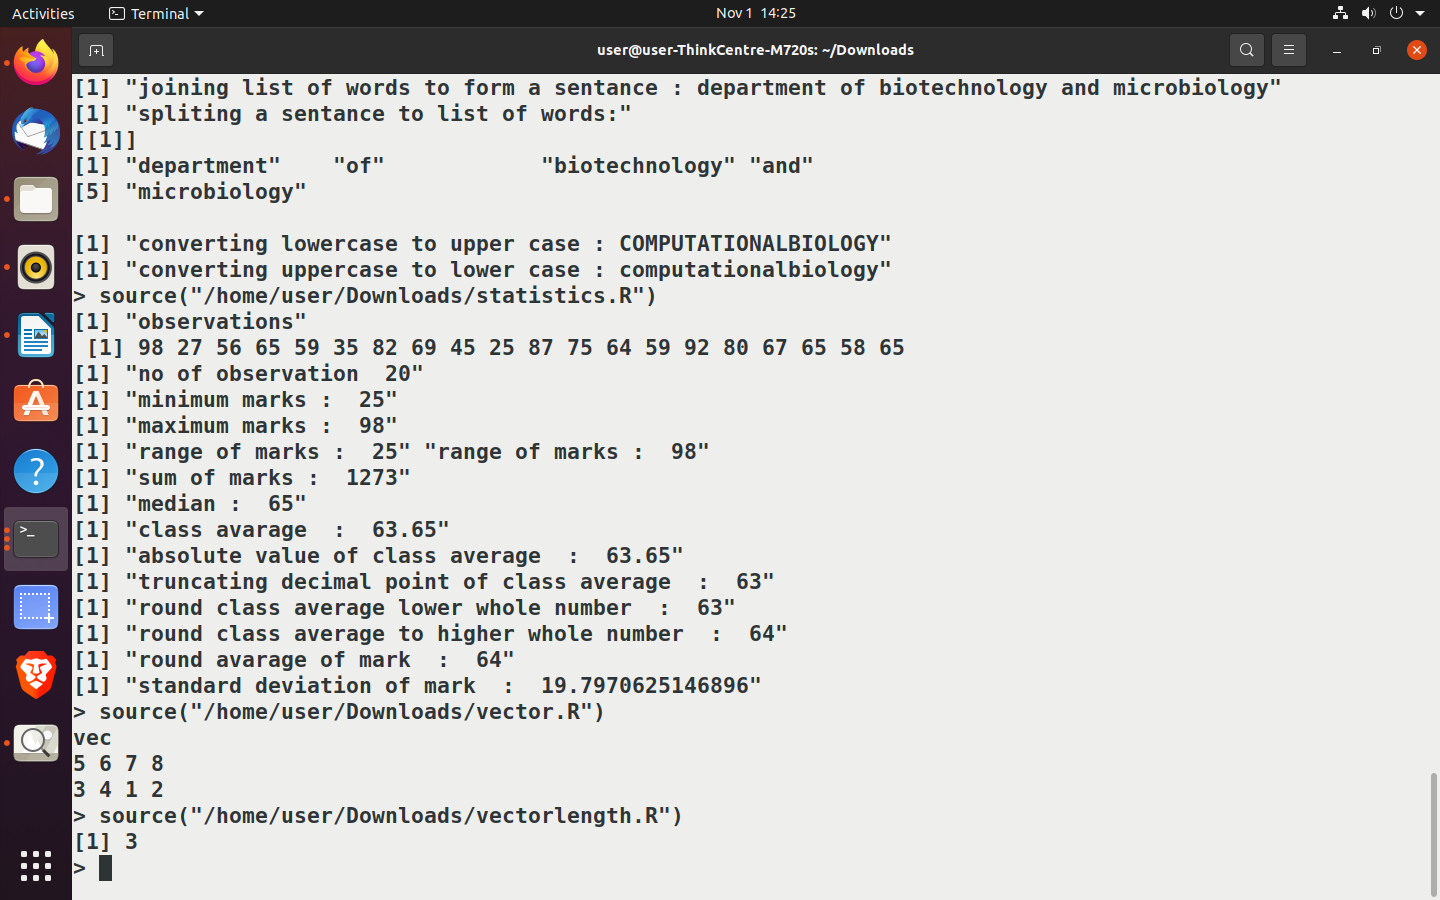 Activities Terminal Nov 1 14:25
user@user-ThinkCentre-M720s: ~/Downloads
[1] "joining list of words to form a sentance : department of biotechnology and microbiology"
[1] "spliting a sentance to list of words:"
[[1]]
[1] "department"    "of"            "biotechnology" "and"
[5] "microbiology"
[1] "converting lowercase to upper case : COMPUTATIONALBIOLOGY"
[1] "converting uppercase to lower case : computationalbiology"
> source("/home/user/Downloads/statistics.R")
[1] "observations"
 [1] 98 27 56 65 59 35 82 69 45 25 87 75 64 59 92 80 67 65 58 65
[1] "no of observation  20"
[1] "minimum marks :  25"
[1] "maximum marks :  98"
[1] "range of marks :  25" "range of marks :  98"
[1] "sum of marks :  1273"
[1] "median :  65"
[1] "class avarage  :  63.65"
[1] "absolute value of class average  :  63.65"
[1] "truncating decimal point of class average  :  63"
[1] "round class average lower whole number  :  63"
[1] "round class average to higher whole number  :  64"
[1] "round avarage of mark  :  64"
[1] "standard deviation of mark  :  19.7970625146896"
> source("/home/user/Downloads/vector.R")
vec
5 6 7 8
3 4 1 2
> source("/home/user/Downloads/vectorlength.R")
[1] 3
>